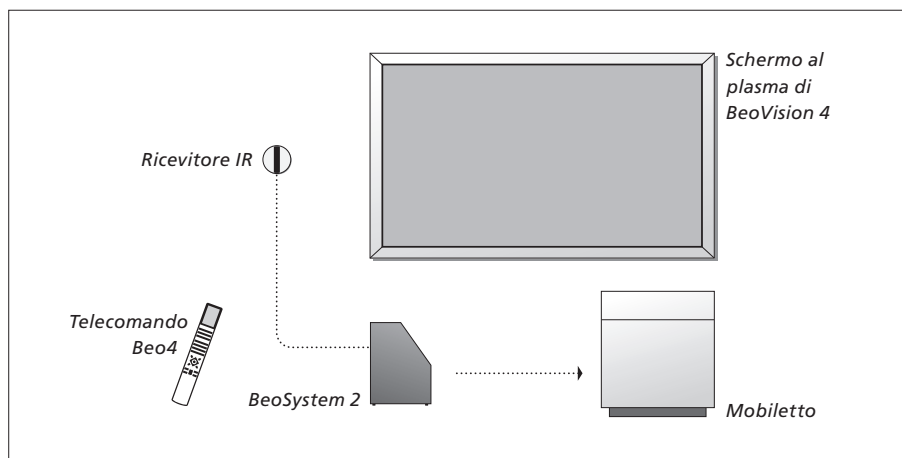 Schermo al
plasma di
BeoVision 4
Ricevitore IR
Telecomando
Beo4
BeoSystem 2
Mobiletto